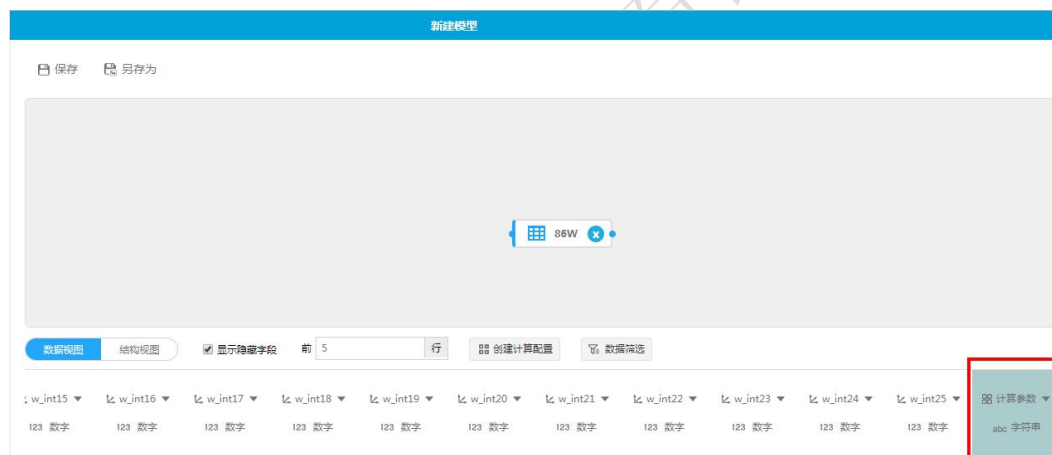 新建模型
保存 另存为
86W
数据视图 结构视图 显示隐藏字段 前 5 行 创建计算配置 数据筛选
w_int15 w_int16 w_int17 w_int18 w_int19 w_int20 w_int21 w_int22 w_int23 w_int24 w_int25 计算参数
123 数字 123 数字 123 数字 123 数字 123 数字 123 数字 123 数字 123 数字 123 数字 123 数字 123 数字 abc 字符串